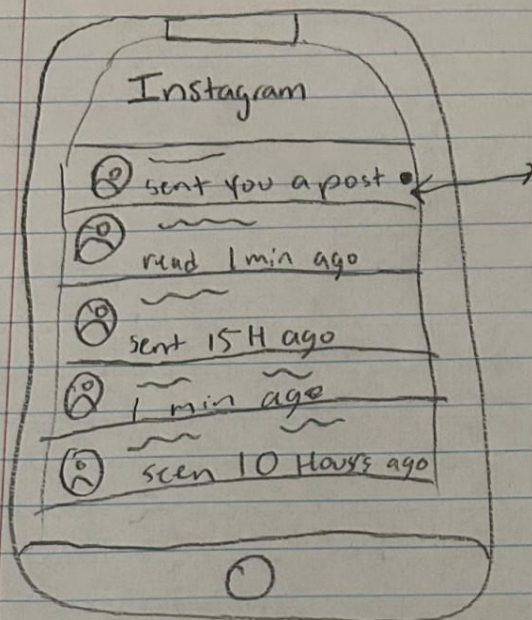 Instagram
sent you a post
read 1 min ago
sent 15 H ago
1 min ago
seen 10 Hours ago